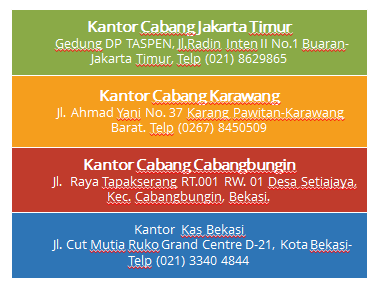 Kantor Cabang Jakarta Timur
Gedung DP TASPEN, Jl.Radin Inten II No.1 Buaran-
Jakarta Timur, Telp (021) 8629865
Kantor Cabang Karawang
Jl. Ahmad Yani No. 37 Karang Pawitan-Karawang
Barat. Telp (0267) 8450509
Kantor Cabang Cabangbungin
Jl. Raya Tapakserang RT.001 RW. 01 Desa Setiajaya,
Kec. Cabangbungin, Bekasi.
Kantor Kas Bekasi
Jl. Cut Mutia Ruko Grand Centre D-21, Kota Bekasi-
Telp (021) 3340 4844